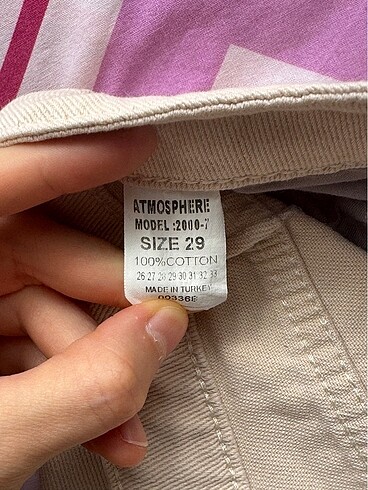 ATMOSPHERE
MODEL :2000-7
SIZE 29
100%COTTON
26 27 28 29 30 31 32 33
MADE IN TURKEY